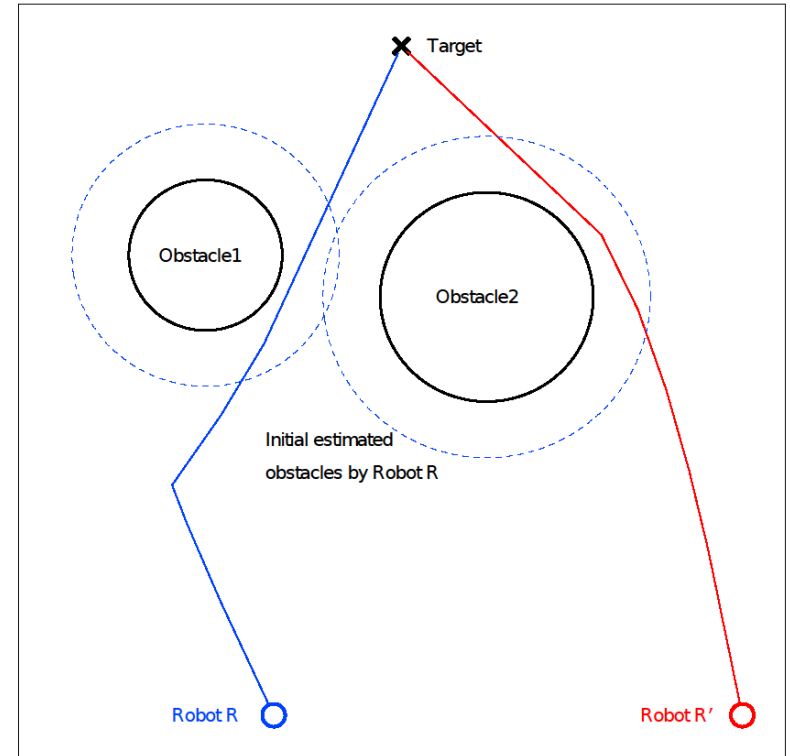 Target
Obstacle1
Obstacle2
Initial estimated
obstacles by Robot R
Robot R
Robot R′